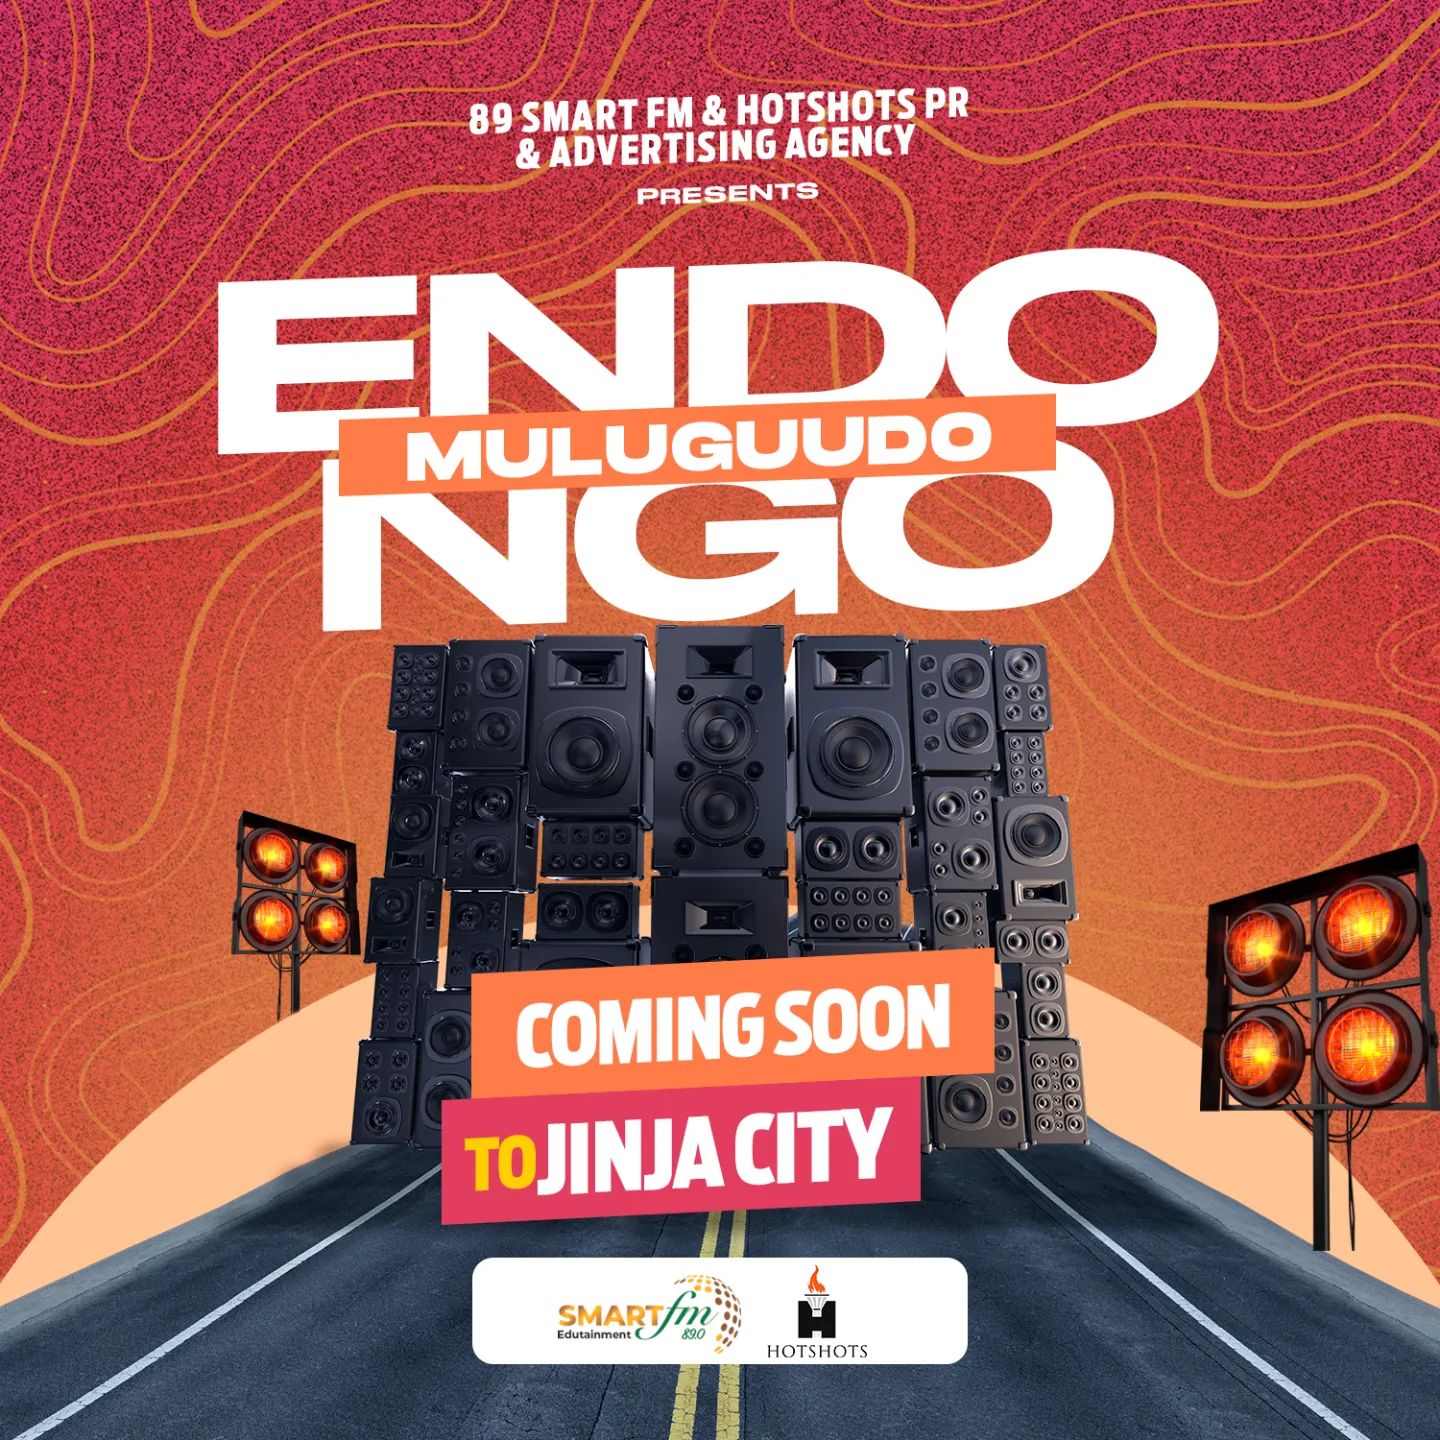 89 SMART FM & HOTSHOTS PR
& ADVERTISING AGENCY
PRESENTS
ENDO
MULUGUUDO
NGO
COMING SOON
TO JINJA CITY
SMART fm
Edutainment 89.0
H
HOTSHOTS